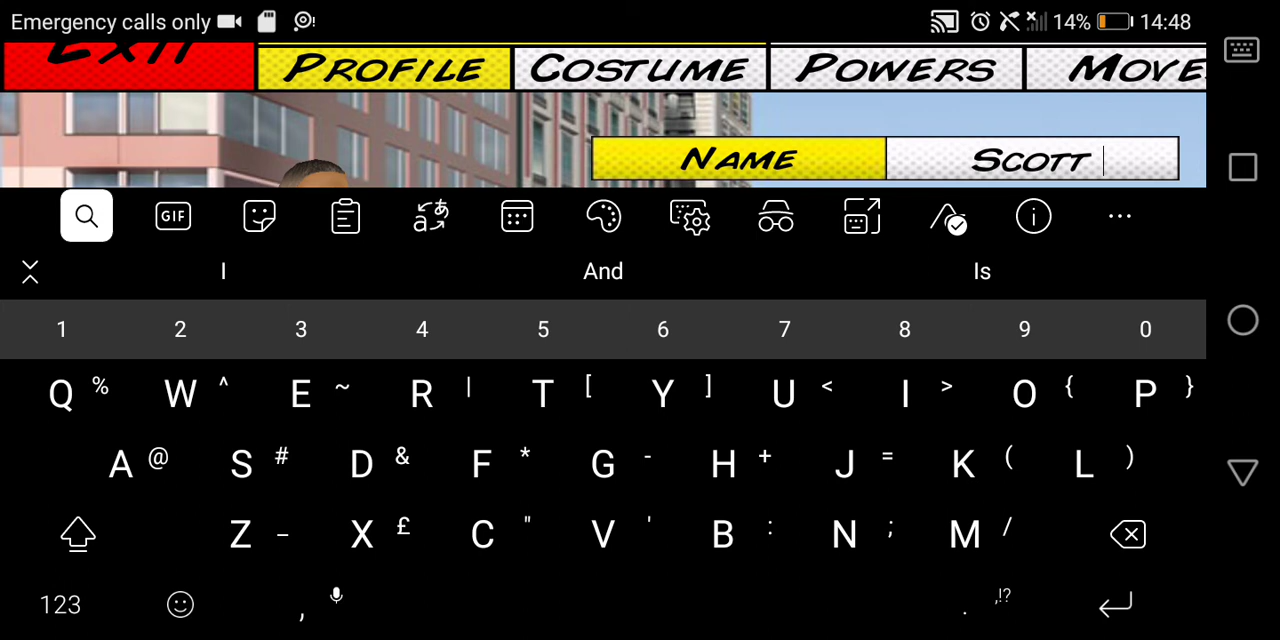 Emergency calls only 14% 14:48
EXIT PROFILE COSTUME POWERS MOVE
NAME SCOTT
GIF
I And Is
1 2 3 4 5 6 7 8 9 0
Q % W ^ E ~ R | T [ Y ] U < I > O { P }
A @ S # D & F * G - H + J = K ( L )
Z _ X £ C " V ' B : N ; M /
123 , . ,!?